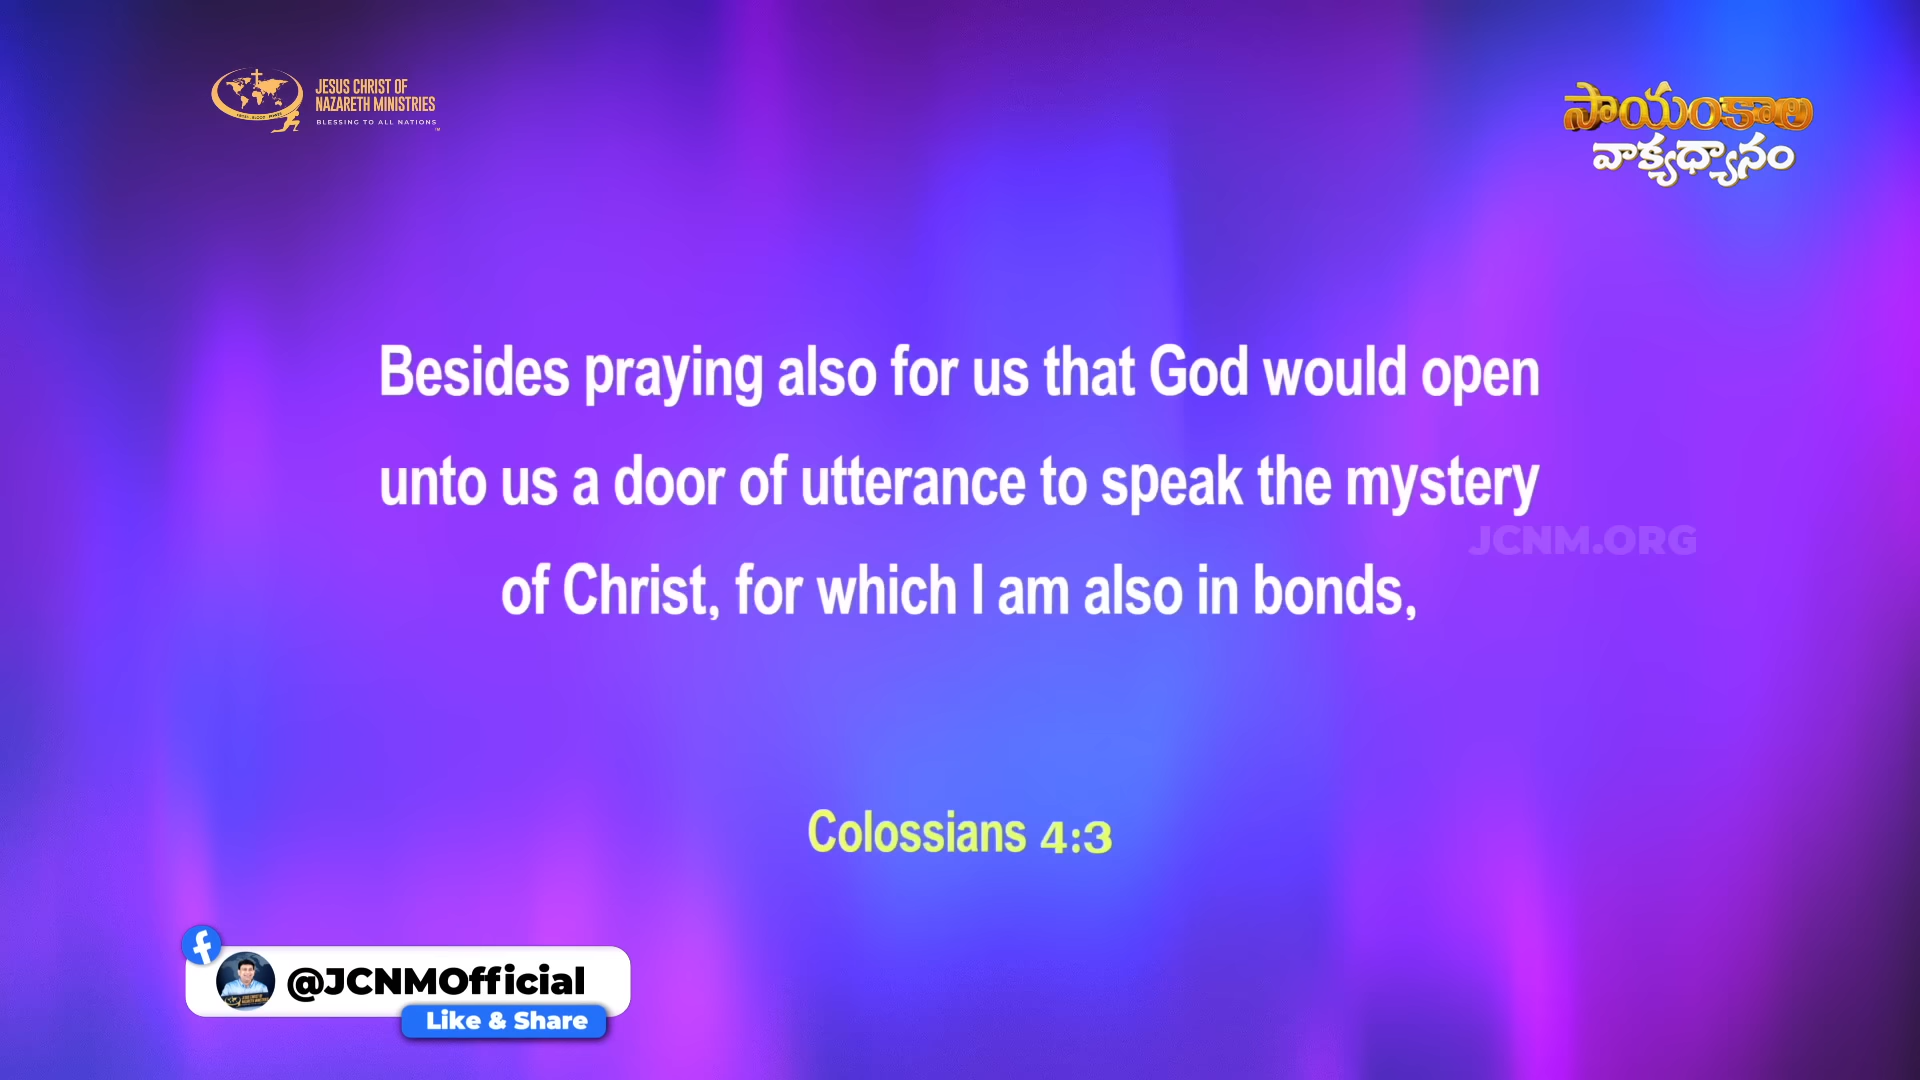 JESUS CHRIST OF
NAZARETH MINISTRIES
BLESSING TO ALL NATIONS
సాయంకాల
వాక్యధ్యానం
Besides praying also for us that God would open
unto us a door of utterance to speak the mystery
JCNM.ORG
of Christ, for which I am also in bonds,
Colossians 4:3
@JCNMOfficial
Like & Share